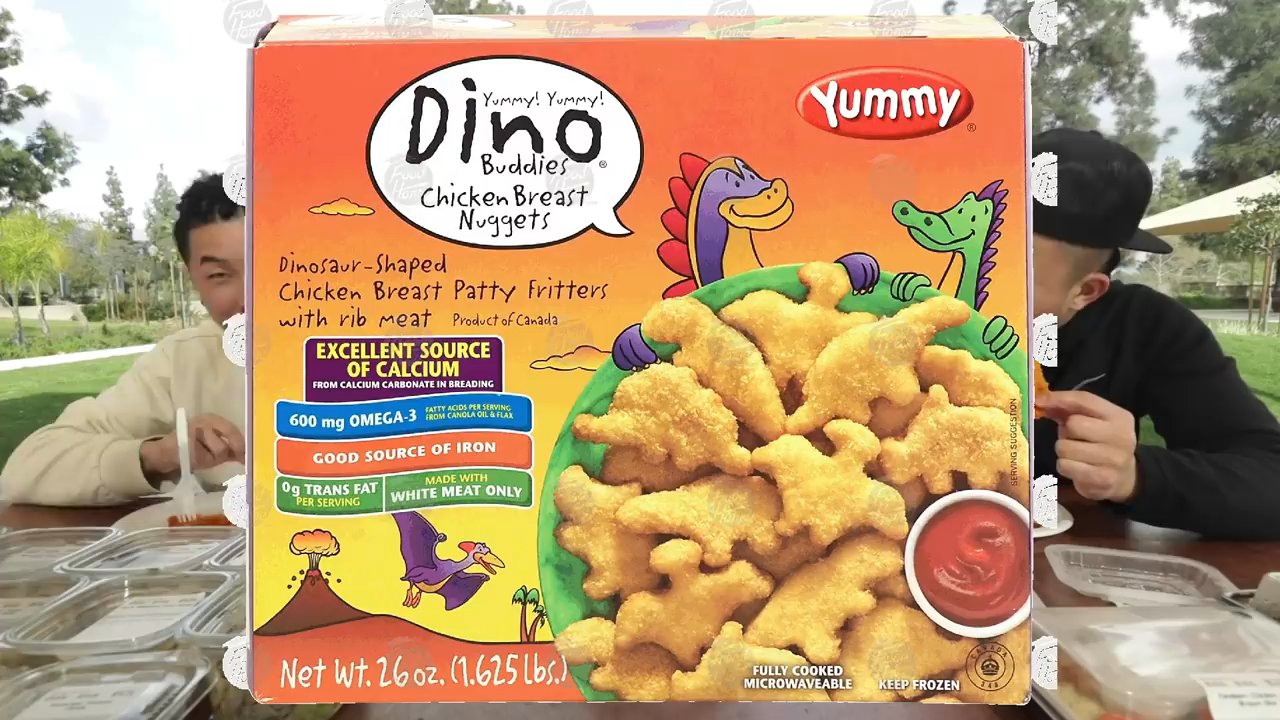 Yummy! Yummy!
Dino
Buddies
Chicken Breast
Nuggets
Yummy
Dinosaur-Shaped
Chicken Breast Patty Fritters
with rib meat Product of Canada
EXCELLENT SOURCE
OF CALCIUM
FROM CALCIUM CARBONATE IN BREADING
600 mg OMEGA-3 FATTY ACIDS PER SERVING
FROM CANOLA OIL & FLAX
GOOD SOURCE OF IRON
0g TRANS FAT
PER SERVING
MADE WITH
WHITE MEAT ONLY
SERVING SUGGESTION
Net Wt. 26 oz. (1.625 lbs.)
FULLY COOKED
MICROWAVEABLE
KEEP FROZEN
CANADA